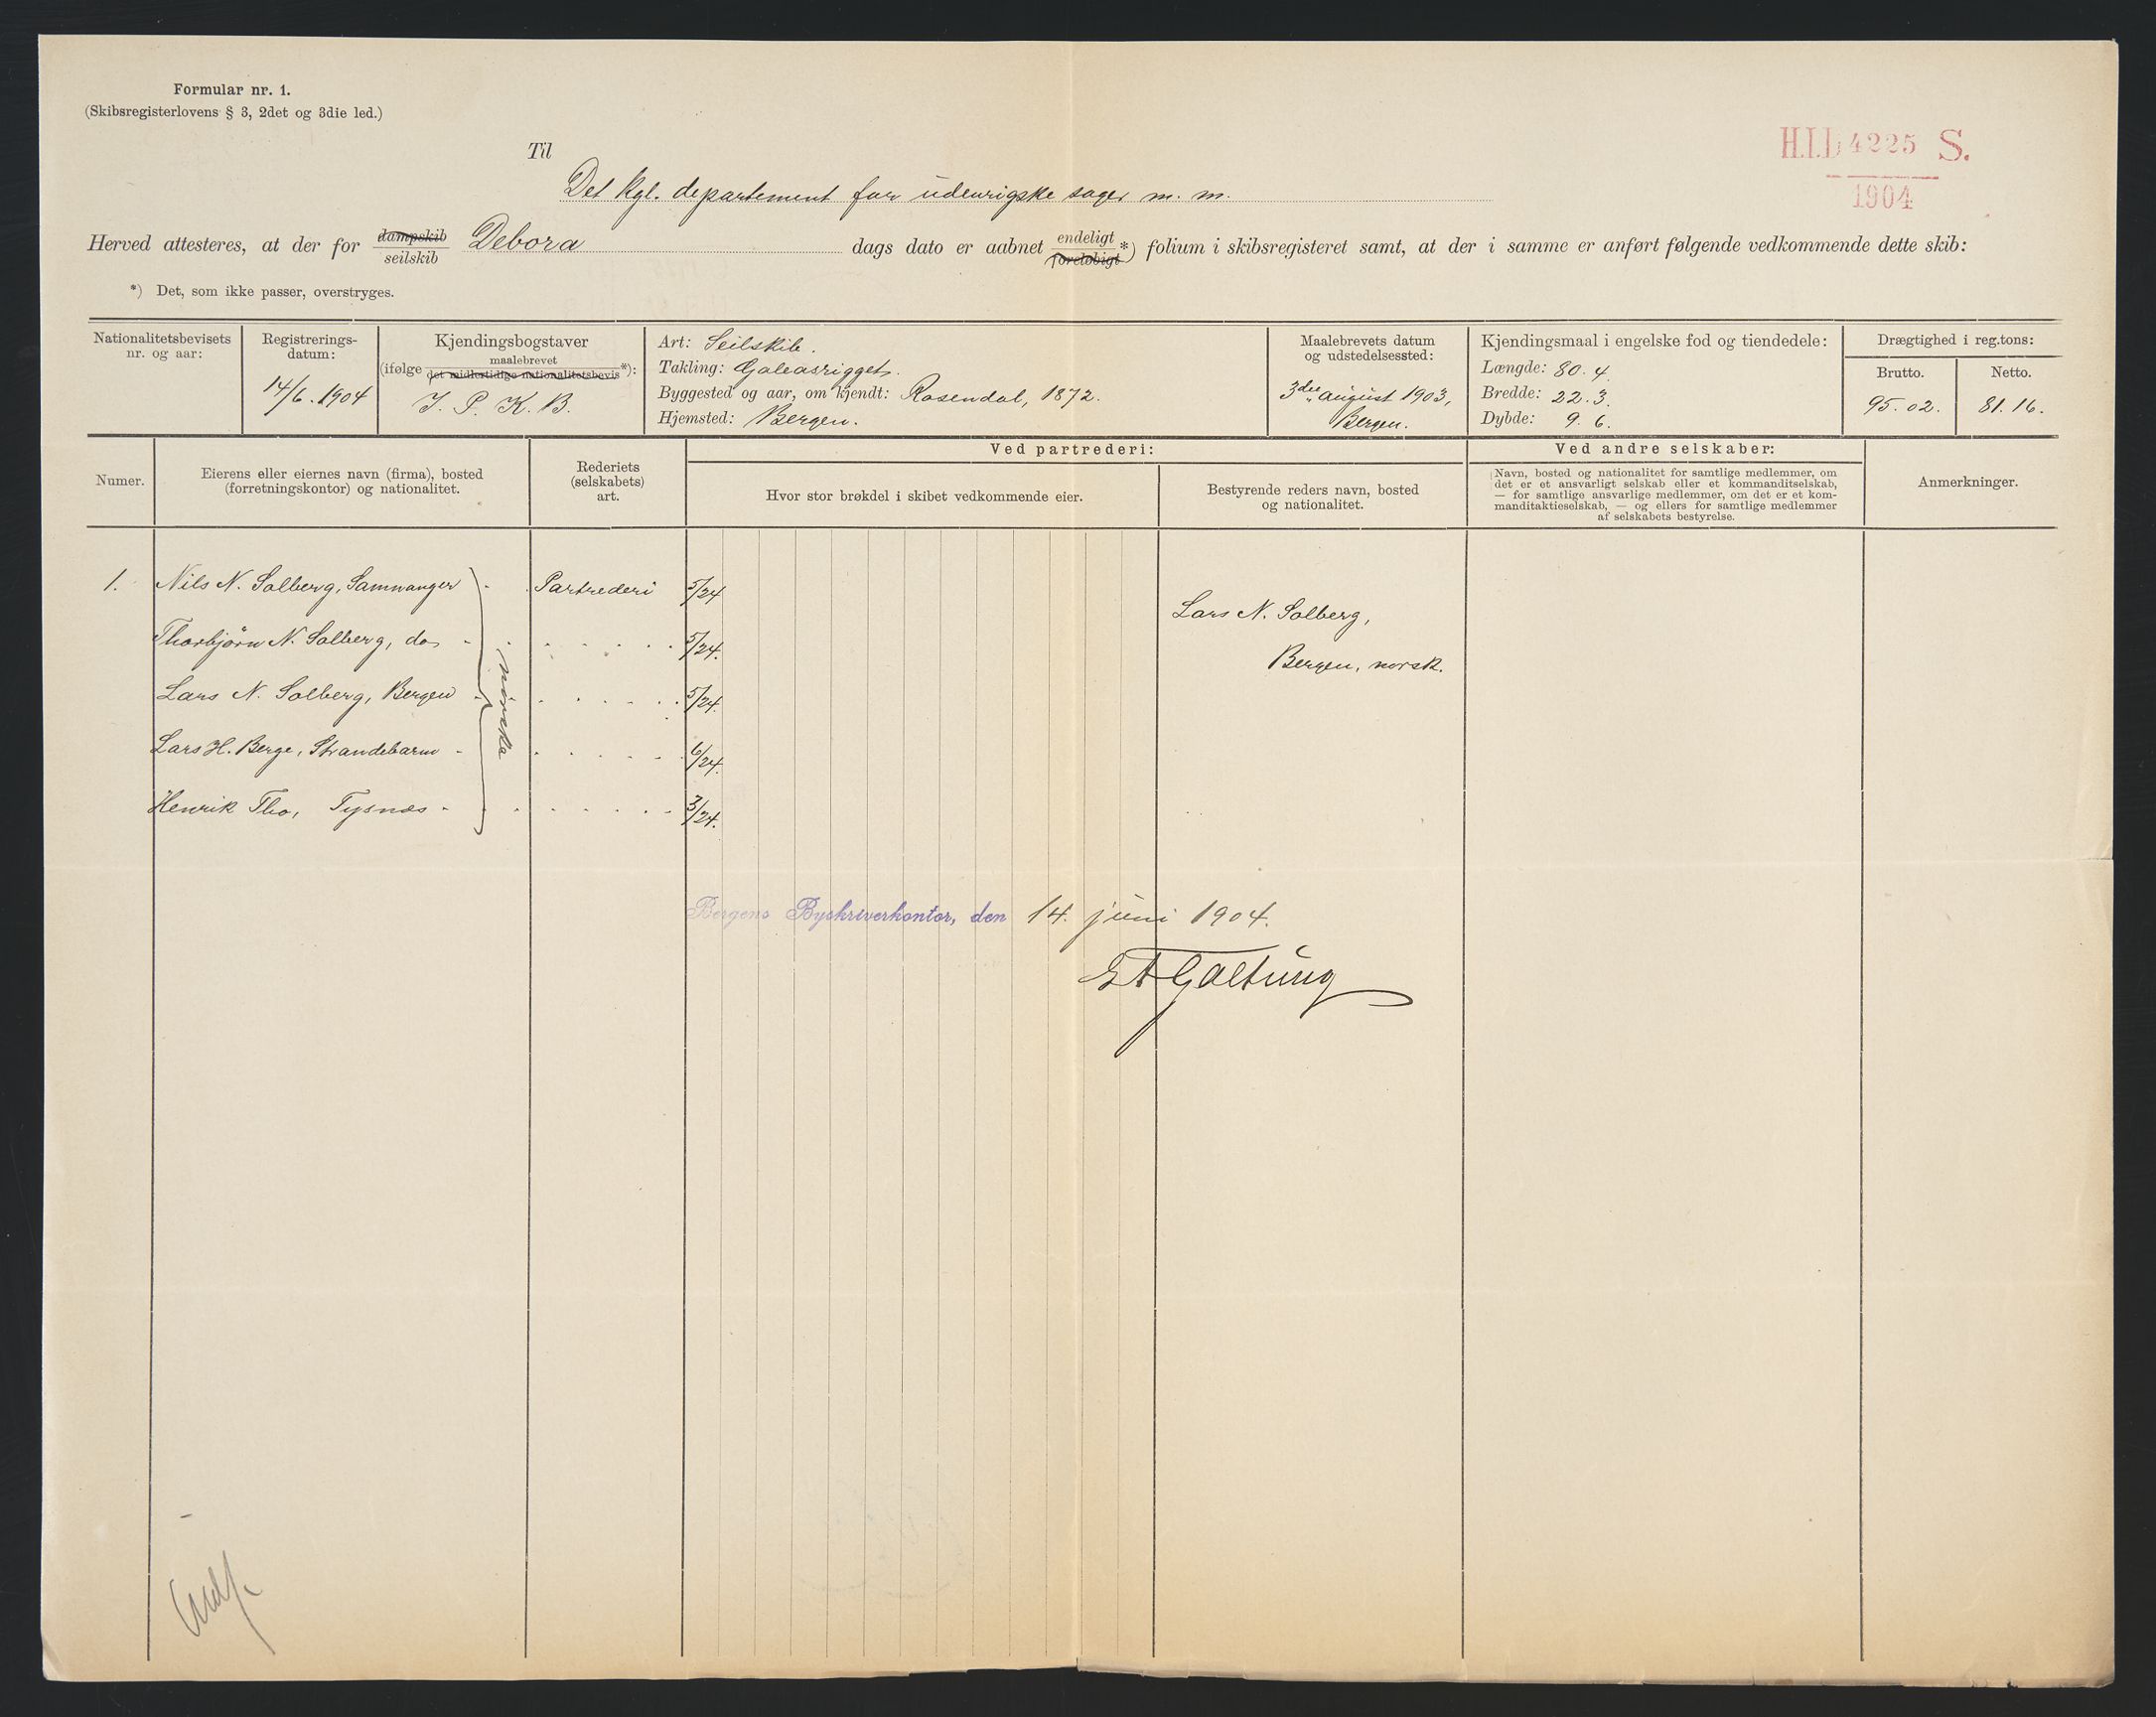 Formular nr. 1.
(Skibsregisterlovens § 3, 2det og 3die led.)
H.I.D 4225 S.
1904
Til
Det kgl. departement for udenrigske sager m. m.
Herved attesteres, at der for dampskib seilskib Debora dags dato er aabnet endeligt foreløbigt *) folium i skibsregisteret samt, at der i samme er anført følgende vedkommende dette skib:
*) Det, som ikke passer, overstryges.
Nationalitetsbevisets
nr. og aar:
Registrerings-
datum:
14/6. 1904
Kjendingsbogstaver
(ifølge maalebrevet det midlertidige nationalitetsbevis *):
J. P. K. B.
Art: Seilskib.
Takling: Galeasrigget.
Byggested og aar, om kjendt: Rosendal, 1872.
Hjemsted: Bergen.
Maalebrevets datum
og udstedelsessted:
3die august 1903,
Bergen.
Kjendingsmaal i engelske fod og tiendedele:
Længde: 80. 4.
Bredde: 22. 3.
Dybde: 9. 6.
Drægtighed i reg.tons:
Brutto. Netto.
95. 02. 81. 16.
Numer.
Eierens eller eiernes navn (firma), bosted
(forretningskontor) og nationalitet.
Rederiets
(selskabets)
art.
Ved partrederi:
Hvor stor brøkdel i skibet vedkommende eier.
Bestyrende reders navn, bosted
og nationalitet.
Ved andre selskaber:
Navn, bosted og nationalitet for samtlige medlemmer, om
det er et ansvarligt selskab eller et kommanditselskab,
— for samtlige ansvarlige medlemmer, om det er et kom-
manditaktieselskab, — og ellers for samtlige medlemmer
af selskabets bestyrelse.
Anmerkninger.
1. Nils N. Solberg, Samnanger - Partrederi 5/24
Thorbjørn N. Solberg, do. - 5/24.
Lars N. Solberg, Bergen - 5/24.
Lars H. Berge, Strandebarm - 6/24.
Henrik Tho, Tysnæs - 3/24.
norske
Lars N. Solberg,
Bergen, norsk.
Bergens Byskriverkontor, den 14. juni 1904.
Galtung